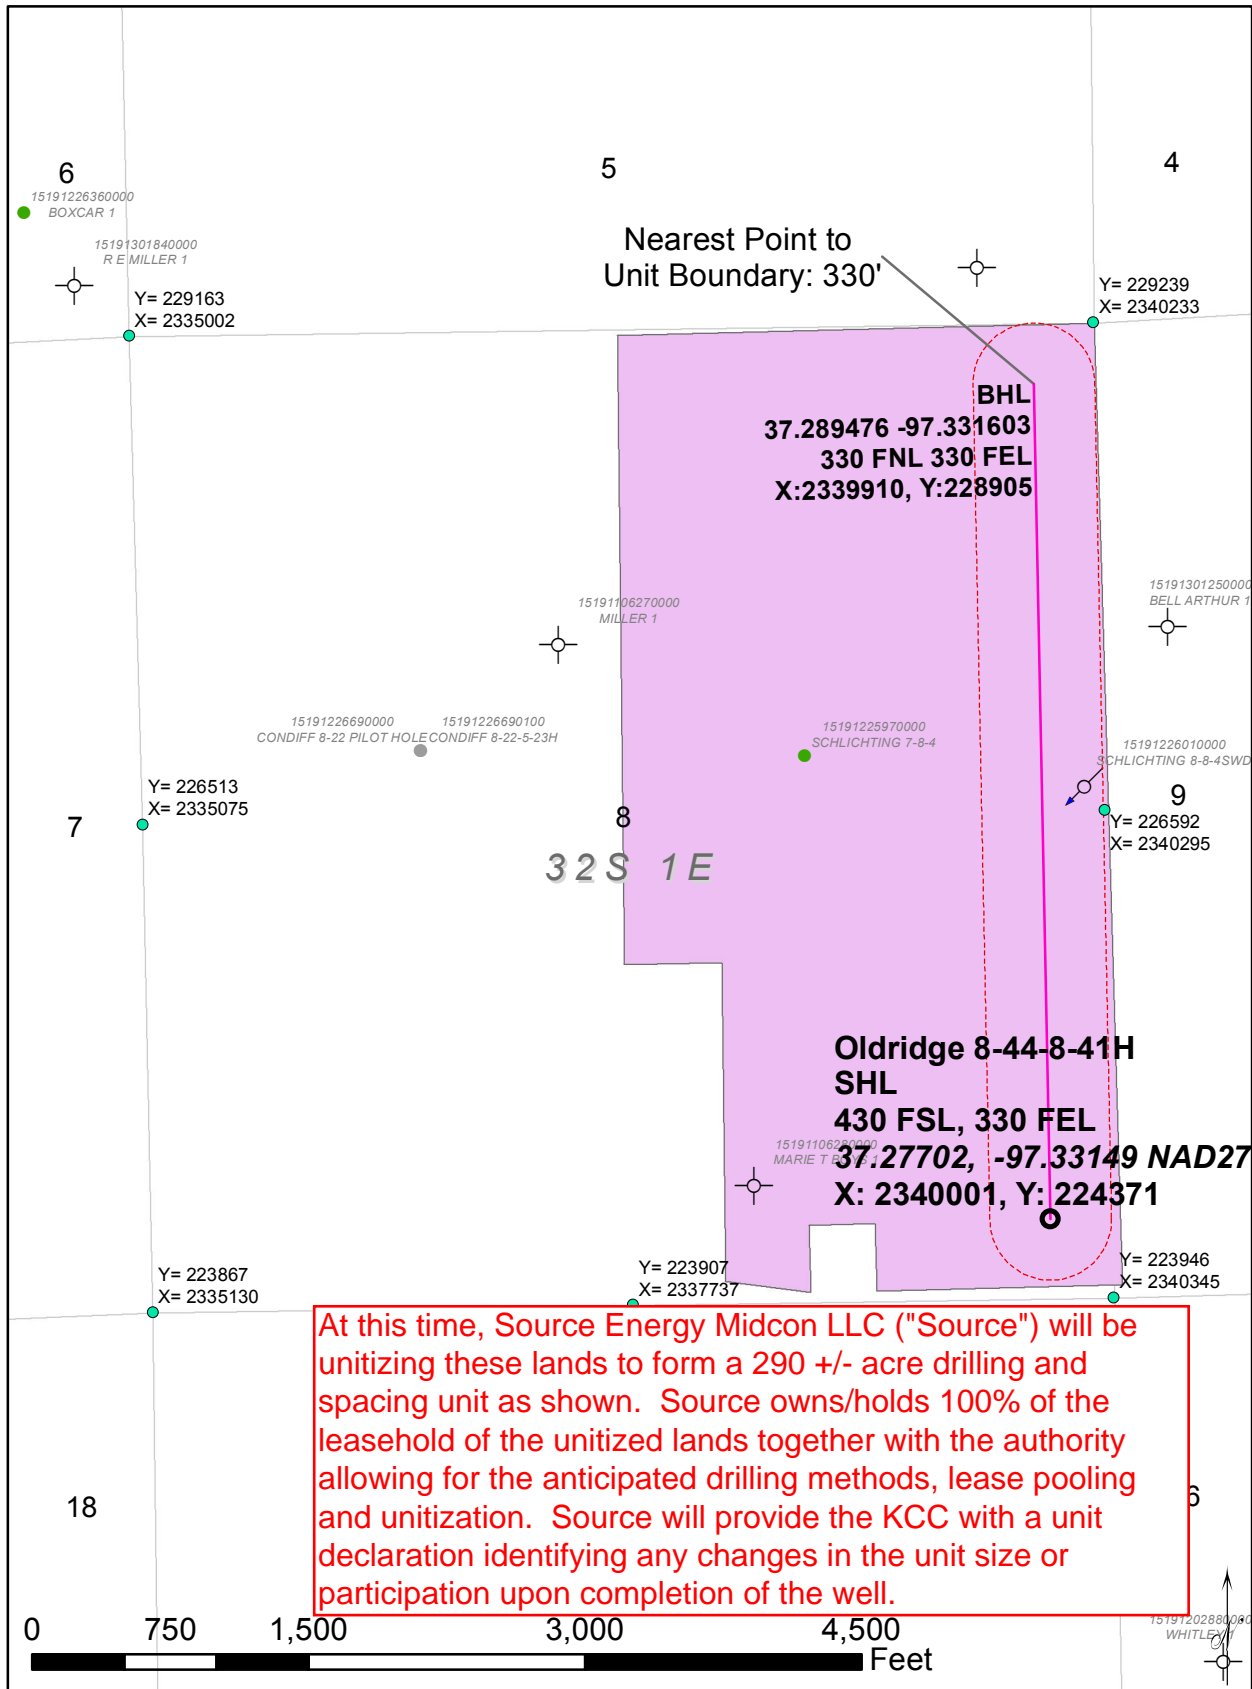 6
5
4
15191226360000
BOXCAR 1
15191301840000
R E MILLER 1
Nearest Point to
Unit Boundary: 330'
Y= 229163
X= 2335002
Y= 229239
X= 2340233
BHL
37.289476 -97.331603
330 FNL 330 FEL
X:2339910, Y:228905
15191106270000
MILLER 1
15191301250000
BELL ARTHUR 1
15191226690000
CONDIFF 8-22 PILOT HOLE
15191226690100
CONDIFF 8-22-5-23H
15191225970000
SCHLICHTING 7-8-4
15191226010000
SCHLICHTING 8-8-4SWD
Y= 226513
X= 2335075
7
8
9
Y= 226592
X= 2340295
32S 1E
Oldridge 8-44-8-41H
SHL
430 FSL, 330 FEL
37.27702, -97.33149 NAD27
X: 2340001, Y: 224371
15191106280000
MARIE T
Y= 223867
X= 2335130
Y= 223907
X= 2337737
Y= 223946
X= 2340345
At this time, Source Energy Midcon LLC ("Source") will be
unitizing these lands to form a 290 +/- acre drilling and
spacing unit as shown.  Source owns/holds 100% of the
leasehold of the unitized lands together with the authority
allowing for the anticipated drilling methods, lease pooling
and unitization.  Source will provide the KCC with a unit
declaration identifying any changes in the unit size or
participation upon completion of the well.
18
6
0 750 1,500 3,000 4,500
Feet
15191202880000
WHITLEY 1